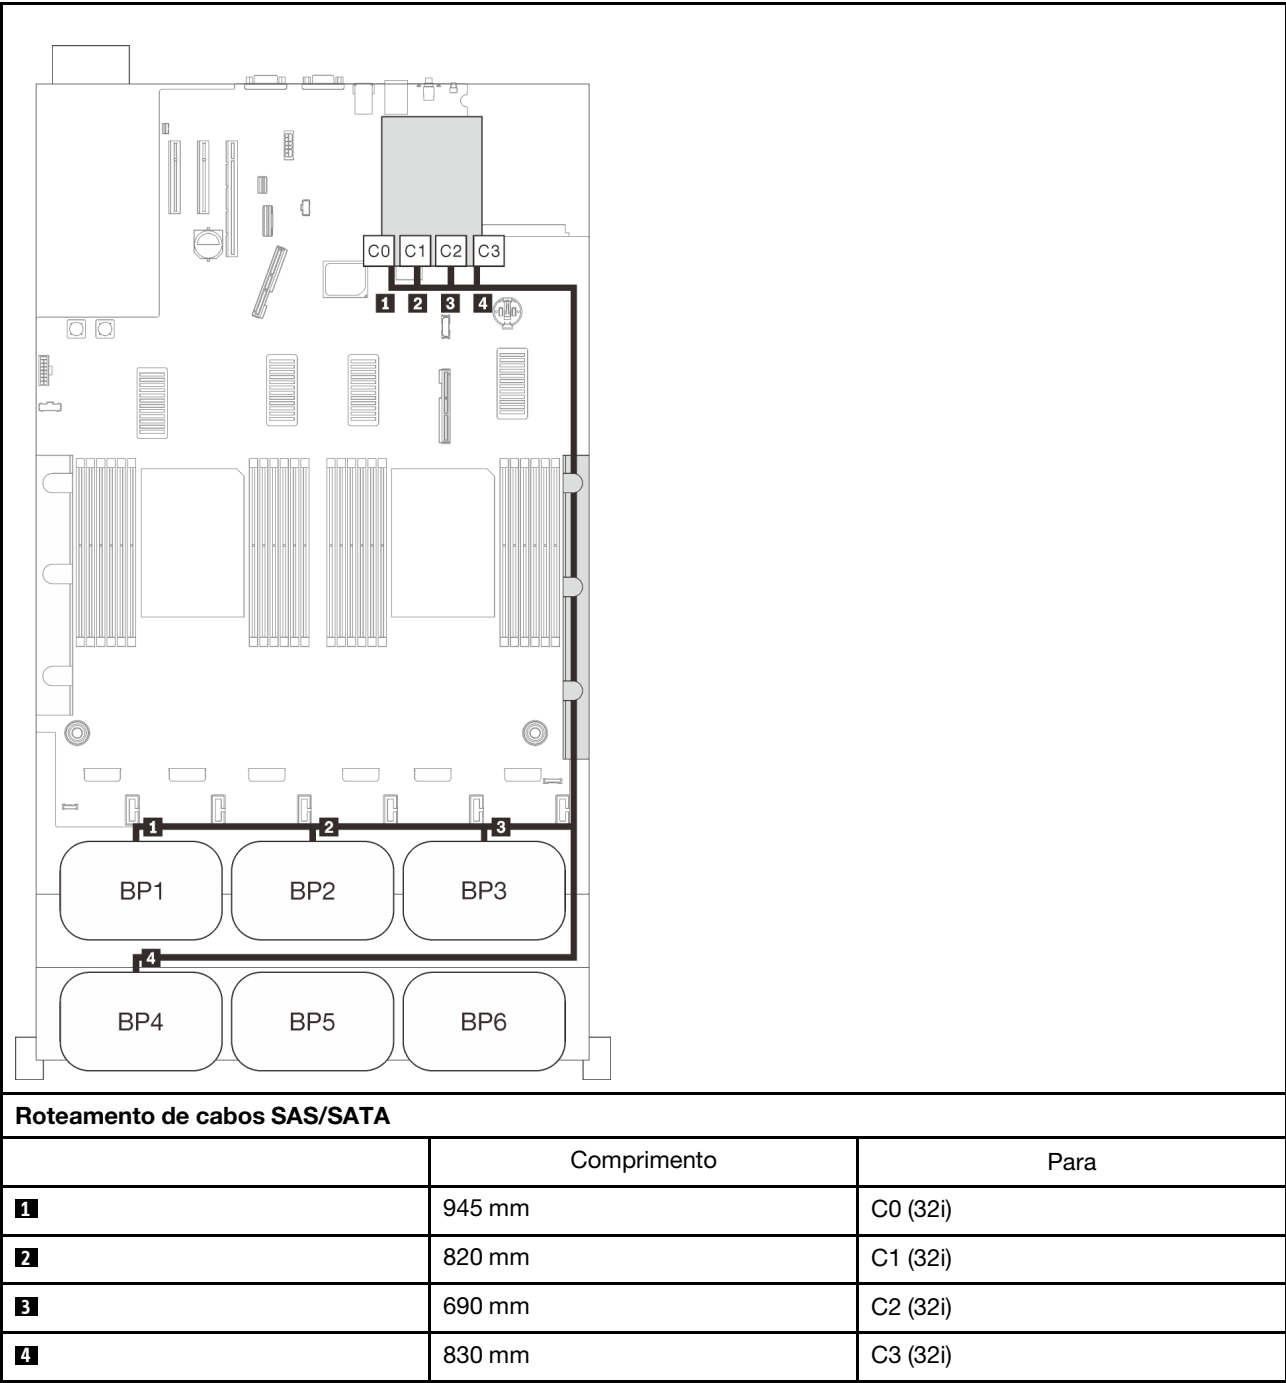 C0 C1 C2 C3
1 2 3 4
1 2 3
BP1 BP2 BP3
4
BP4 BP5 BP6
Roteamento de cabos SAS/SATA
Comprimento Para
1 945 mm C0 (32i)
2 820 mm C1 (32i)
3 690 mm C2 (32i)
4 830 mm C3 (32i)